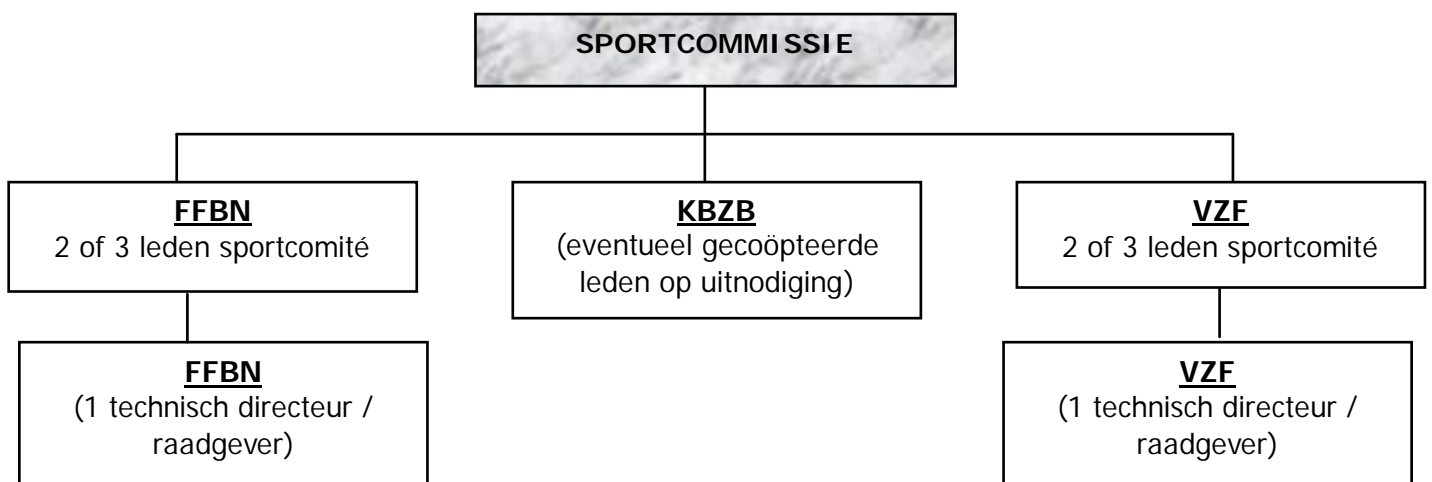 SPORTCOMMISSIE
FFBN
2 of 3 leden sportcomité
KBZB
(eventueel gecoöpteerde
leden op uitnodiging)
VZF
2 of 3 leden sportcomité
FFBN
(1 technisch directeur /
raadgever)
VZF
(1 technisch directeur /
raadgever)